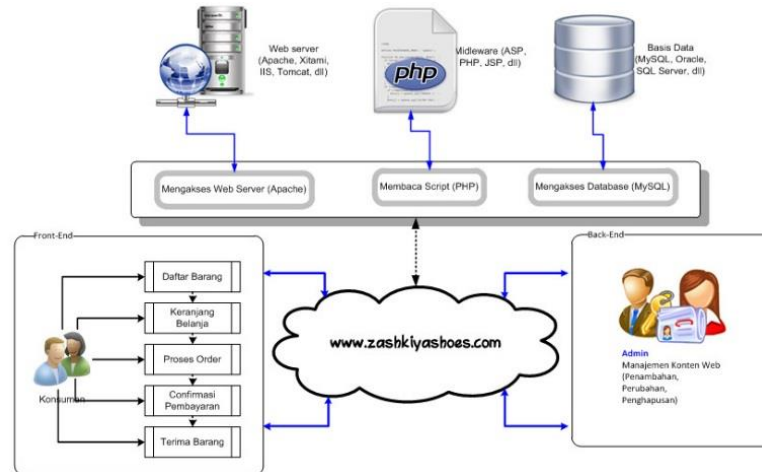 Web server
(Apache, Xitami,
IIS, Tomcat, dll)
php
Midleware (ASP,
PHP, JSP, dll)
Basis Data
(MySQL, Oracle,
SQL Server, dll)
Mengakses Web Server (Apache)
Membaca Script (PHP)
Mengakses Database (MySQL)
Front-End
Daftar Barang
Keranjang
Belanja
Proses Order
Confirmasi
Pembayaran
Terima Barang
Konsumen
www.zashkiyashoes.com
Back-End
Admin
Manajemen Konten Web
(Penambahan,
Perubahan,
Penghapusan)